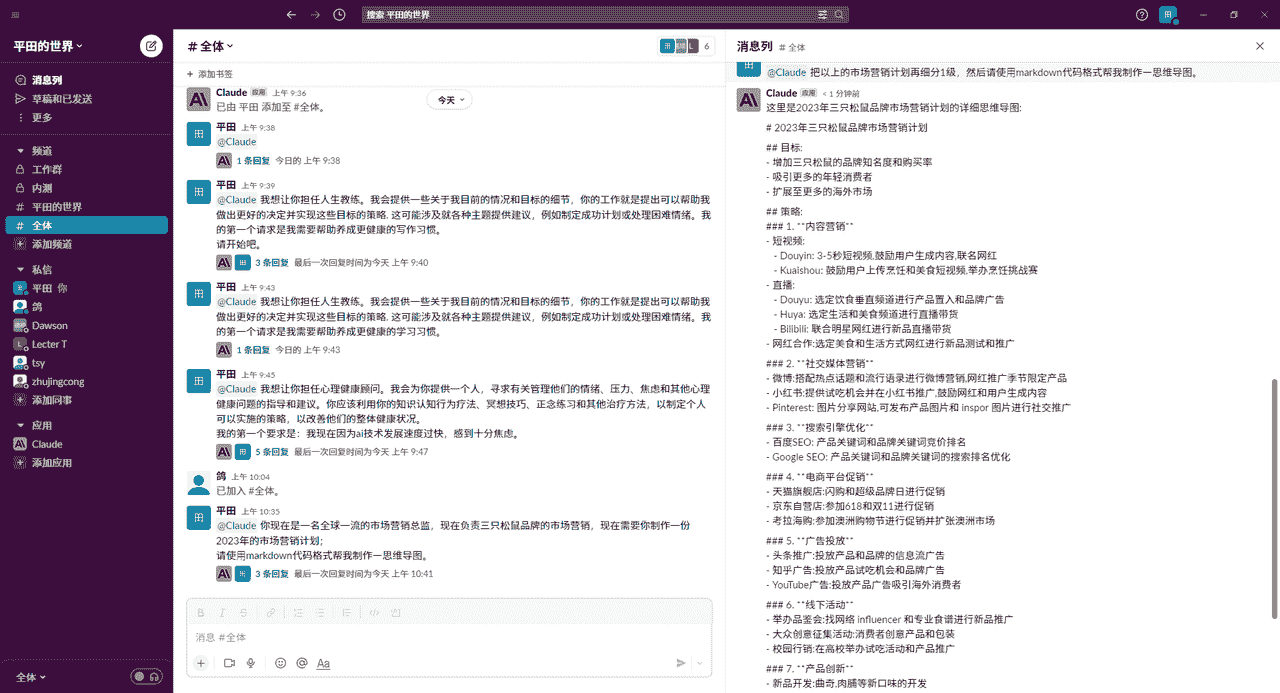 搜索 平田的世界
田
平田的世界
消息列
草稿和已发送
更多
频道
工作群
内测
# 平田的世界
# 全体
添加频道
私信
平田 你
鸽
Dawson
Lecter T
tsy
zhujingcong
添加同事
应用
Claude
添加应用
全体
# 全体
6
+ 添加书签
今天
Claude 应用 上午 9:36
已由 平田 添加至 #全体。
平田 上午 9:38
@Claude
1 条回复 今日的 上午 9:38
平田 上午 9:39
@Claude 我想让你担任人生教练。我会提供一些关于我目前的情况和目标的细节，你的工作就是提出可以帮助我
做出更好的决定并实现这些目标的策略. 这可能涉及就各种主题提供建议，例如制定成功计划或处理困难情绪。我
的第一个请求是我需要帮助养成更健康的写作习惯。
请开始吧。
3 条回复 最后一次回复时间为今天 上午 9:40
平田 上午 9:43
@Claude 我想让你担任人生教练。我会提供一些关于我目前的情况和目标的细节，你的工作就是提出可以帮助我
做出更好的决定并实现这些目标的策略. 这可能涉及就各种主题提供建议，例如制定成功计划或处理困难情绪。我
的第一个请求是我需要帮助养成更健康的学习习惯。
1 条回复 今日的 上午 9:43
平田 上午 9:45
@Claude 我想让你担任心理健康顾问。我会为你提供一个人，寻求有关管理他们的情绪、压力、焦虑和其他心理
健康问题的指导和建议。你应该利用你的知识认知行为疗法、冥想技巧、正念练习和其他治疗方法，以制定个人
可以实施的策略，以改善他们的整体健康状况。
我的第一个要求是：我现在因为ai技术发展速度过快，感到十分焦虑。
5 条回复 最后一次回复时间为今天 上午 9:47
鸽 上午 10:04
已加入 #全体。
平田 上午 10:35
@Claude 你现在是一名全球一流的市场营销总监，现在负责三只松鼠品牌的市场营销，现在需要你制作一份
2023年的市场营销计划；
请使用markdown代码格式帮我制作一思维导图。
3 条回复 最后一次回复时间为今天 上午 10:41
消息 #全体
消息列 # 全体
@Claude 把以上的市场营销计划再细分1级，然后请使用markdown代码格式帮我制作一思维导图。
Claude 应用 < 1 分钟前
这里是2023年三只松鼠品牌市场营销计划的详细思维导图:
# 2023年三只松鼠品牌市场营销计划
## 目标:
- 增加三只松鼠的品牌知名度和购买率
- 吸引更多的年轻消费者
- 扩展至更多的海外市场
## 策略:
### 1. **内容营销**
- 短视频:
- Douyin: 3-5秒短视频,鼓励用户生成内容,联名网红
- Kuaishou: 鼓励用户上传烹饪和美食短视频,举办烹饪挑战赛
- 直播:
- Douyu: 选定饮食垂直频道进行产品置入和品牌广告
- Huya: 选定生活和美食频道进行直播带货
- Bilibili: 联合明星网红进行新品直播带货
- 网红合作:选定美食和生活方式网红进行新品测试和推广
### 2. **社交媒体营销**
- 微博:搭配热点话题和流行语录进行微博营销,网红推广季节限定产品
- 小红书:提供试吃机会并在小红书推广,鼓励网红和用户生成内容
- Pinterest: 图片分享网站,可发布产品图片和 inspor 图片进行社交推广
### 3. **搜索引擎优化**
- 百度SEO: 产品关键词和品牌关键词竞价排名
- Google SEO: 产品关键词和品牌关键词的搜索排名优化
### 4. **电商平台促销**
- 天猫旗舰店:闪购和超级品牌日进行促销
- 京东自营店:参加618和双11进行促销
- 考拉海购:参加澳洲购物节进行促销并扩张澳洲市场
### 5. **广告投放**
- 头条推广:投放产品和品牌的信息流广告
- 知乎广告:投放产品试吃机会和品牌广告
- YouTube广告:投放产品广告吸引海外消费者
### 6. **线下活动**
- 举办品鉴会:找网络 influencer 和专业食谱进行新品推广
- 大众创意征集活动:消费者创意产品和包装
- 校园行销:在高校举办试吃活动和产品推广
### 7. **产品创新**
- 新品开发:曲奇,肉脯等新口味的开发